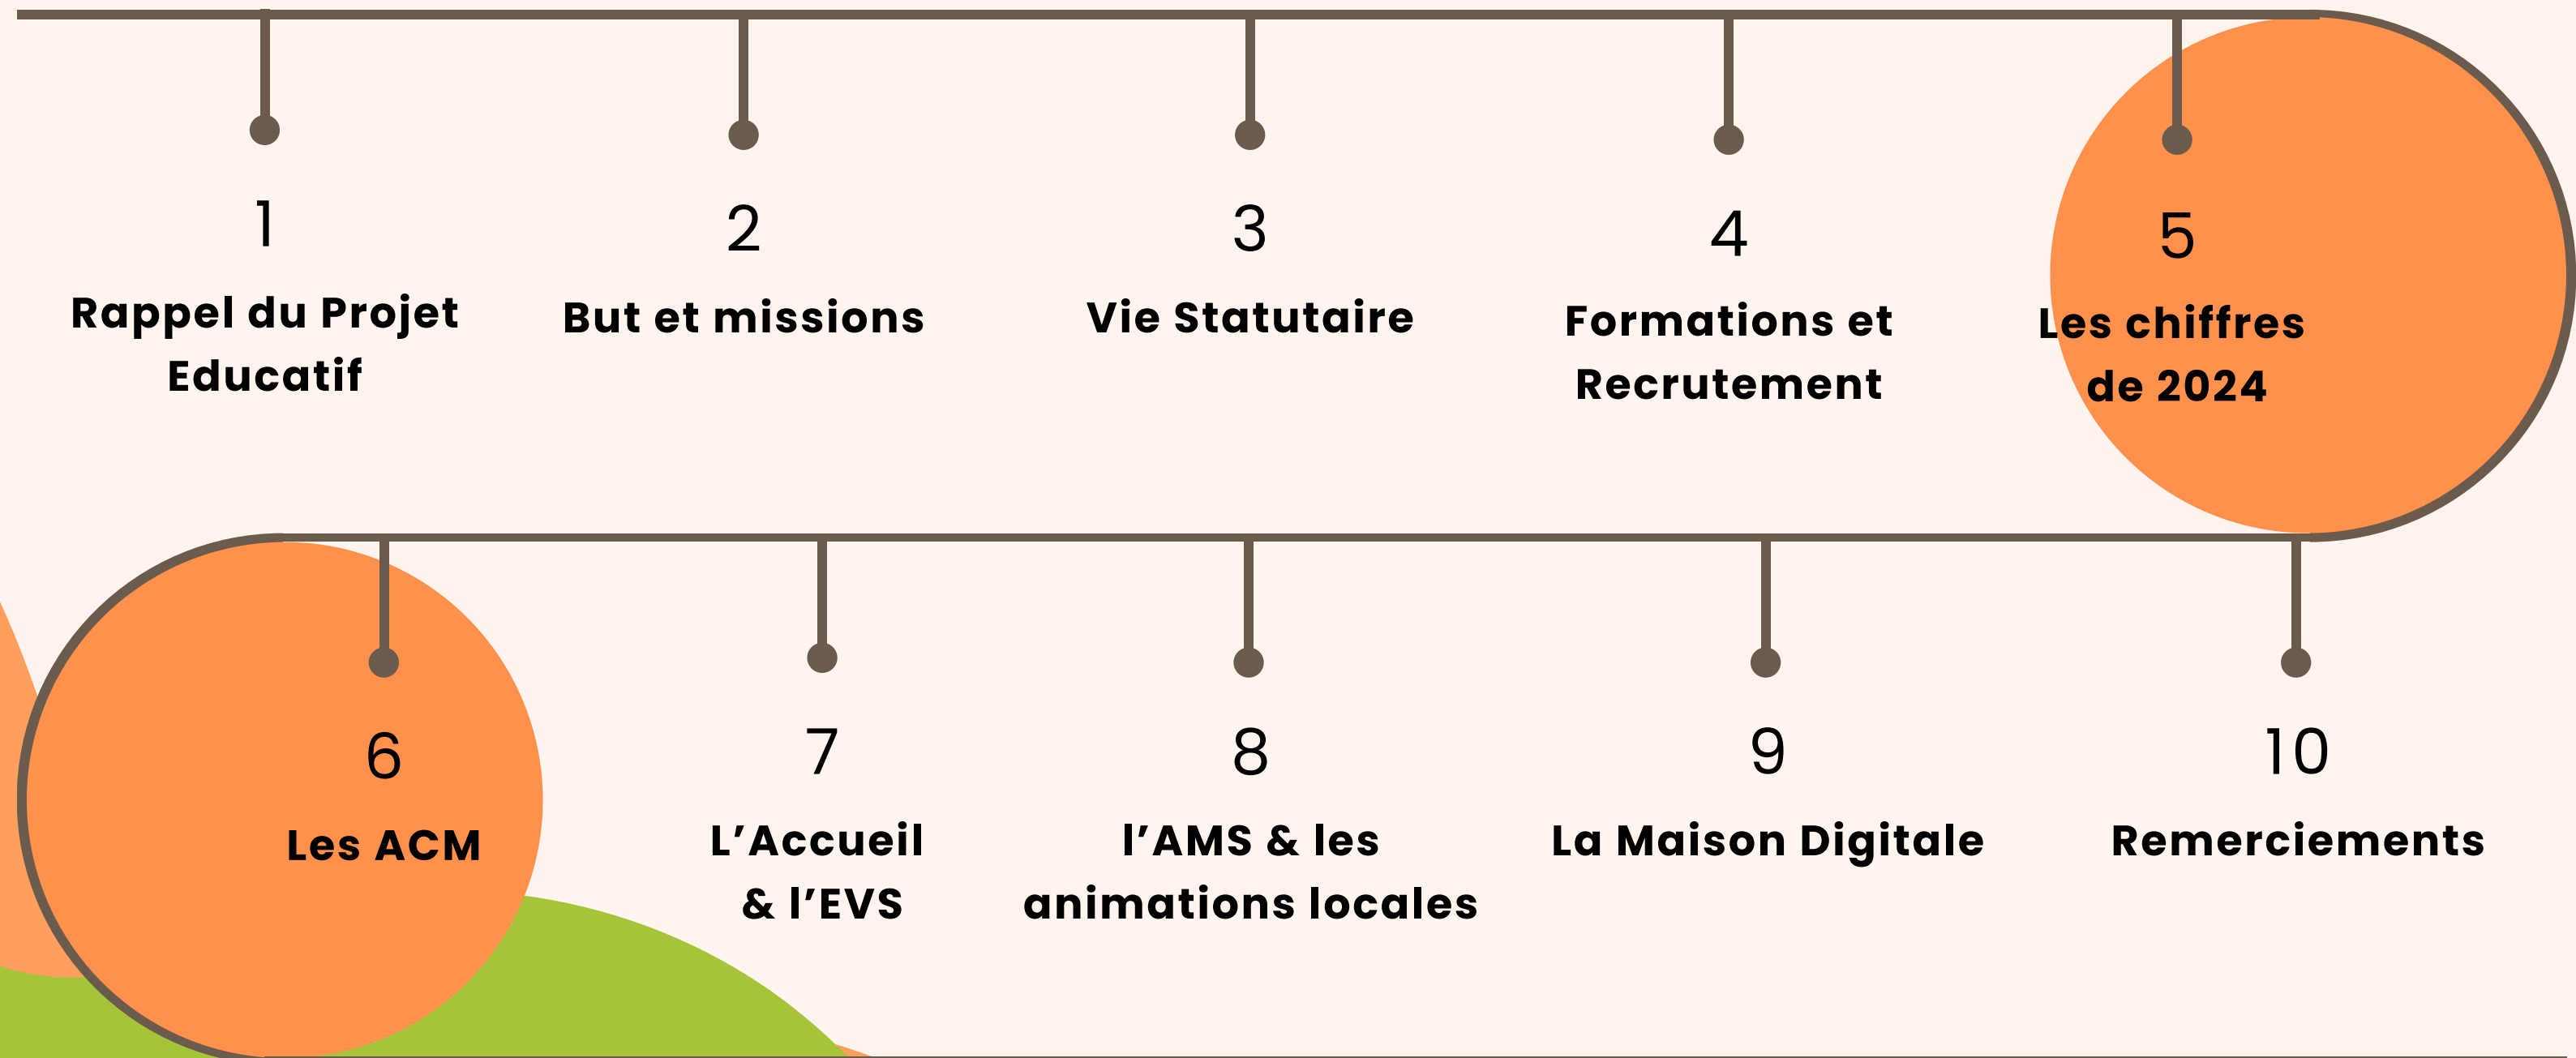 1
Rappel du Projet
Educatif
2
But et missions
3
Vie Statutaire
4
Formations et
Recrutement
5
Les chiffres
de 2024
6
Les ACM
7
L’Accueil
& l’EVS
8
l’AMS & les
animations locales
9
La Maison Digitale
10
Remerciements